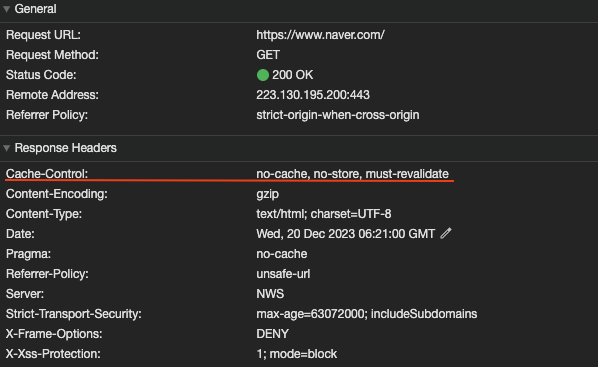 General
Request URL: https://www.naver.com/
Request Method: GET
Status Code: 200 OK
Remote Address: 223.130.195.200:443
Referrer Policy: strict-origin-when-cross-origin
Response Headers
Cache-Control: no-cache, no-store, must-revalidate
Content-Encoding: gzip
Content-Type: text/html; charset=UTF-8
Date: Wed, 20 Dec 2023 06:21:00 GMT
Pragma: no-cache
Referrer-Policy: unsafe-url
Server: NWS
Strict-Transport-Security: max-age=63072000; includeSubdomains
X-Frame-Options: DENY
X-Xss-Protection: 1; mode=block